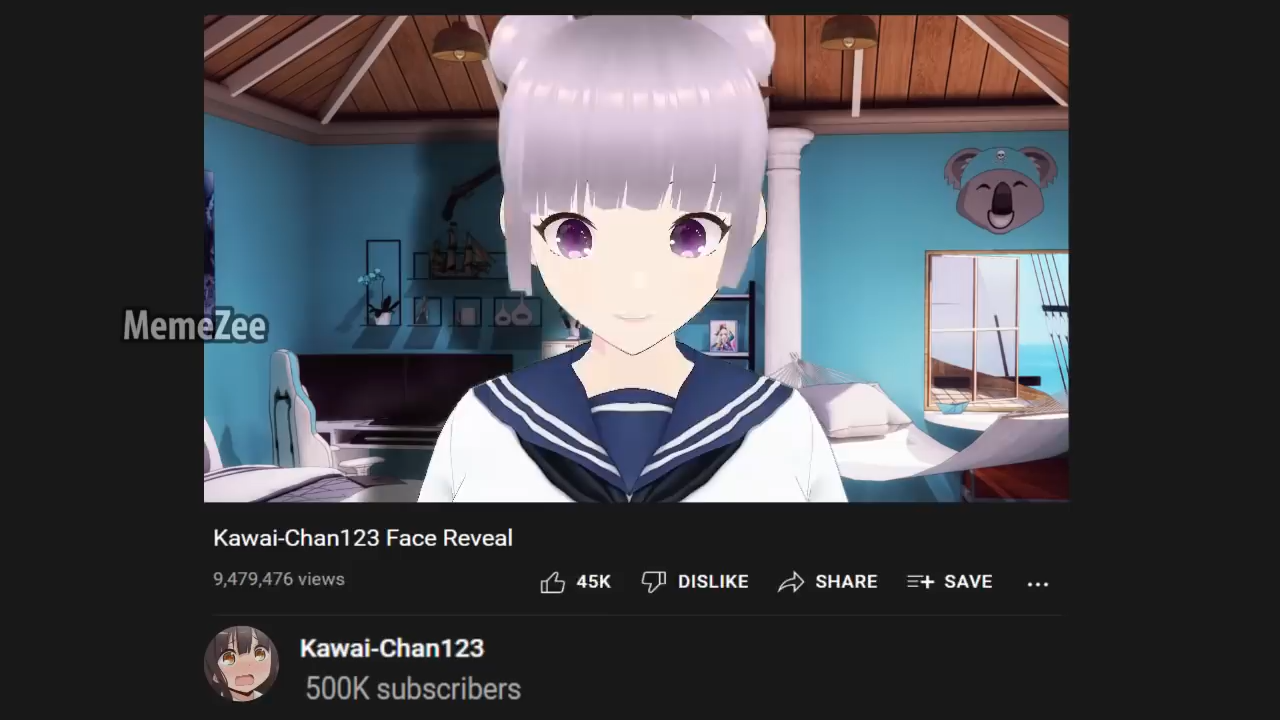 MemeZee
Kawai-Chan123 Face Reveal
9,479,476 views
45K
DISLIKE
SHARE
SAVE
...
Kawai-Chan123
500K subscribers